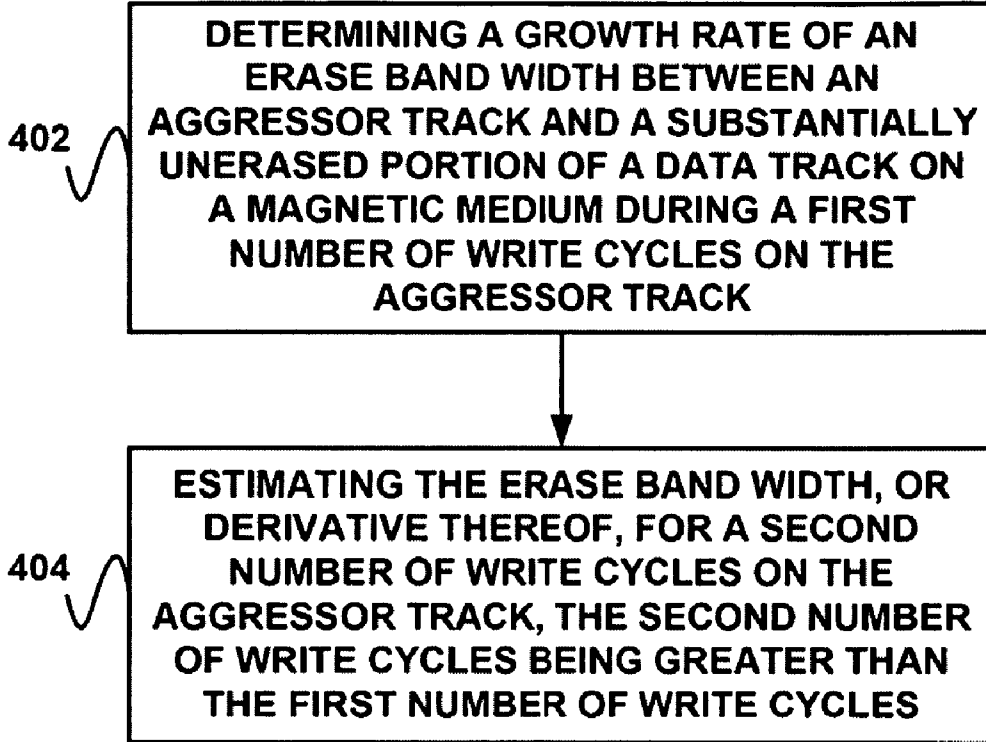 DETERMINING A GROWTH RATE OF AN
ERASE BAND WIDTH BETWEEN AN
AGGRESSOR TRACK AND A SUBSTANTIALLY
UNERASED PORTION OF A DATA TRACK ON
A MAGNETIC MEDIUM DURING A FIRST
NUMBER OF WRITE CYCLES ON THE
AGGRESSOR TRACK
402
ESTIMATING THE ERASE BAND WIDTH, OR
DERIVATIVE THEREOF, FOR A SECOND
NUMBER OF WRITE CYCLES ON THE
AGGRESSOR TRACK, THE SECOND NUMBER
OF WRITE CYCLES BEING GREATER THAN
THE FIRST NUMBER OF WRITE CYCLES
404